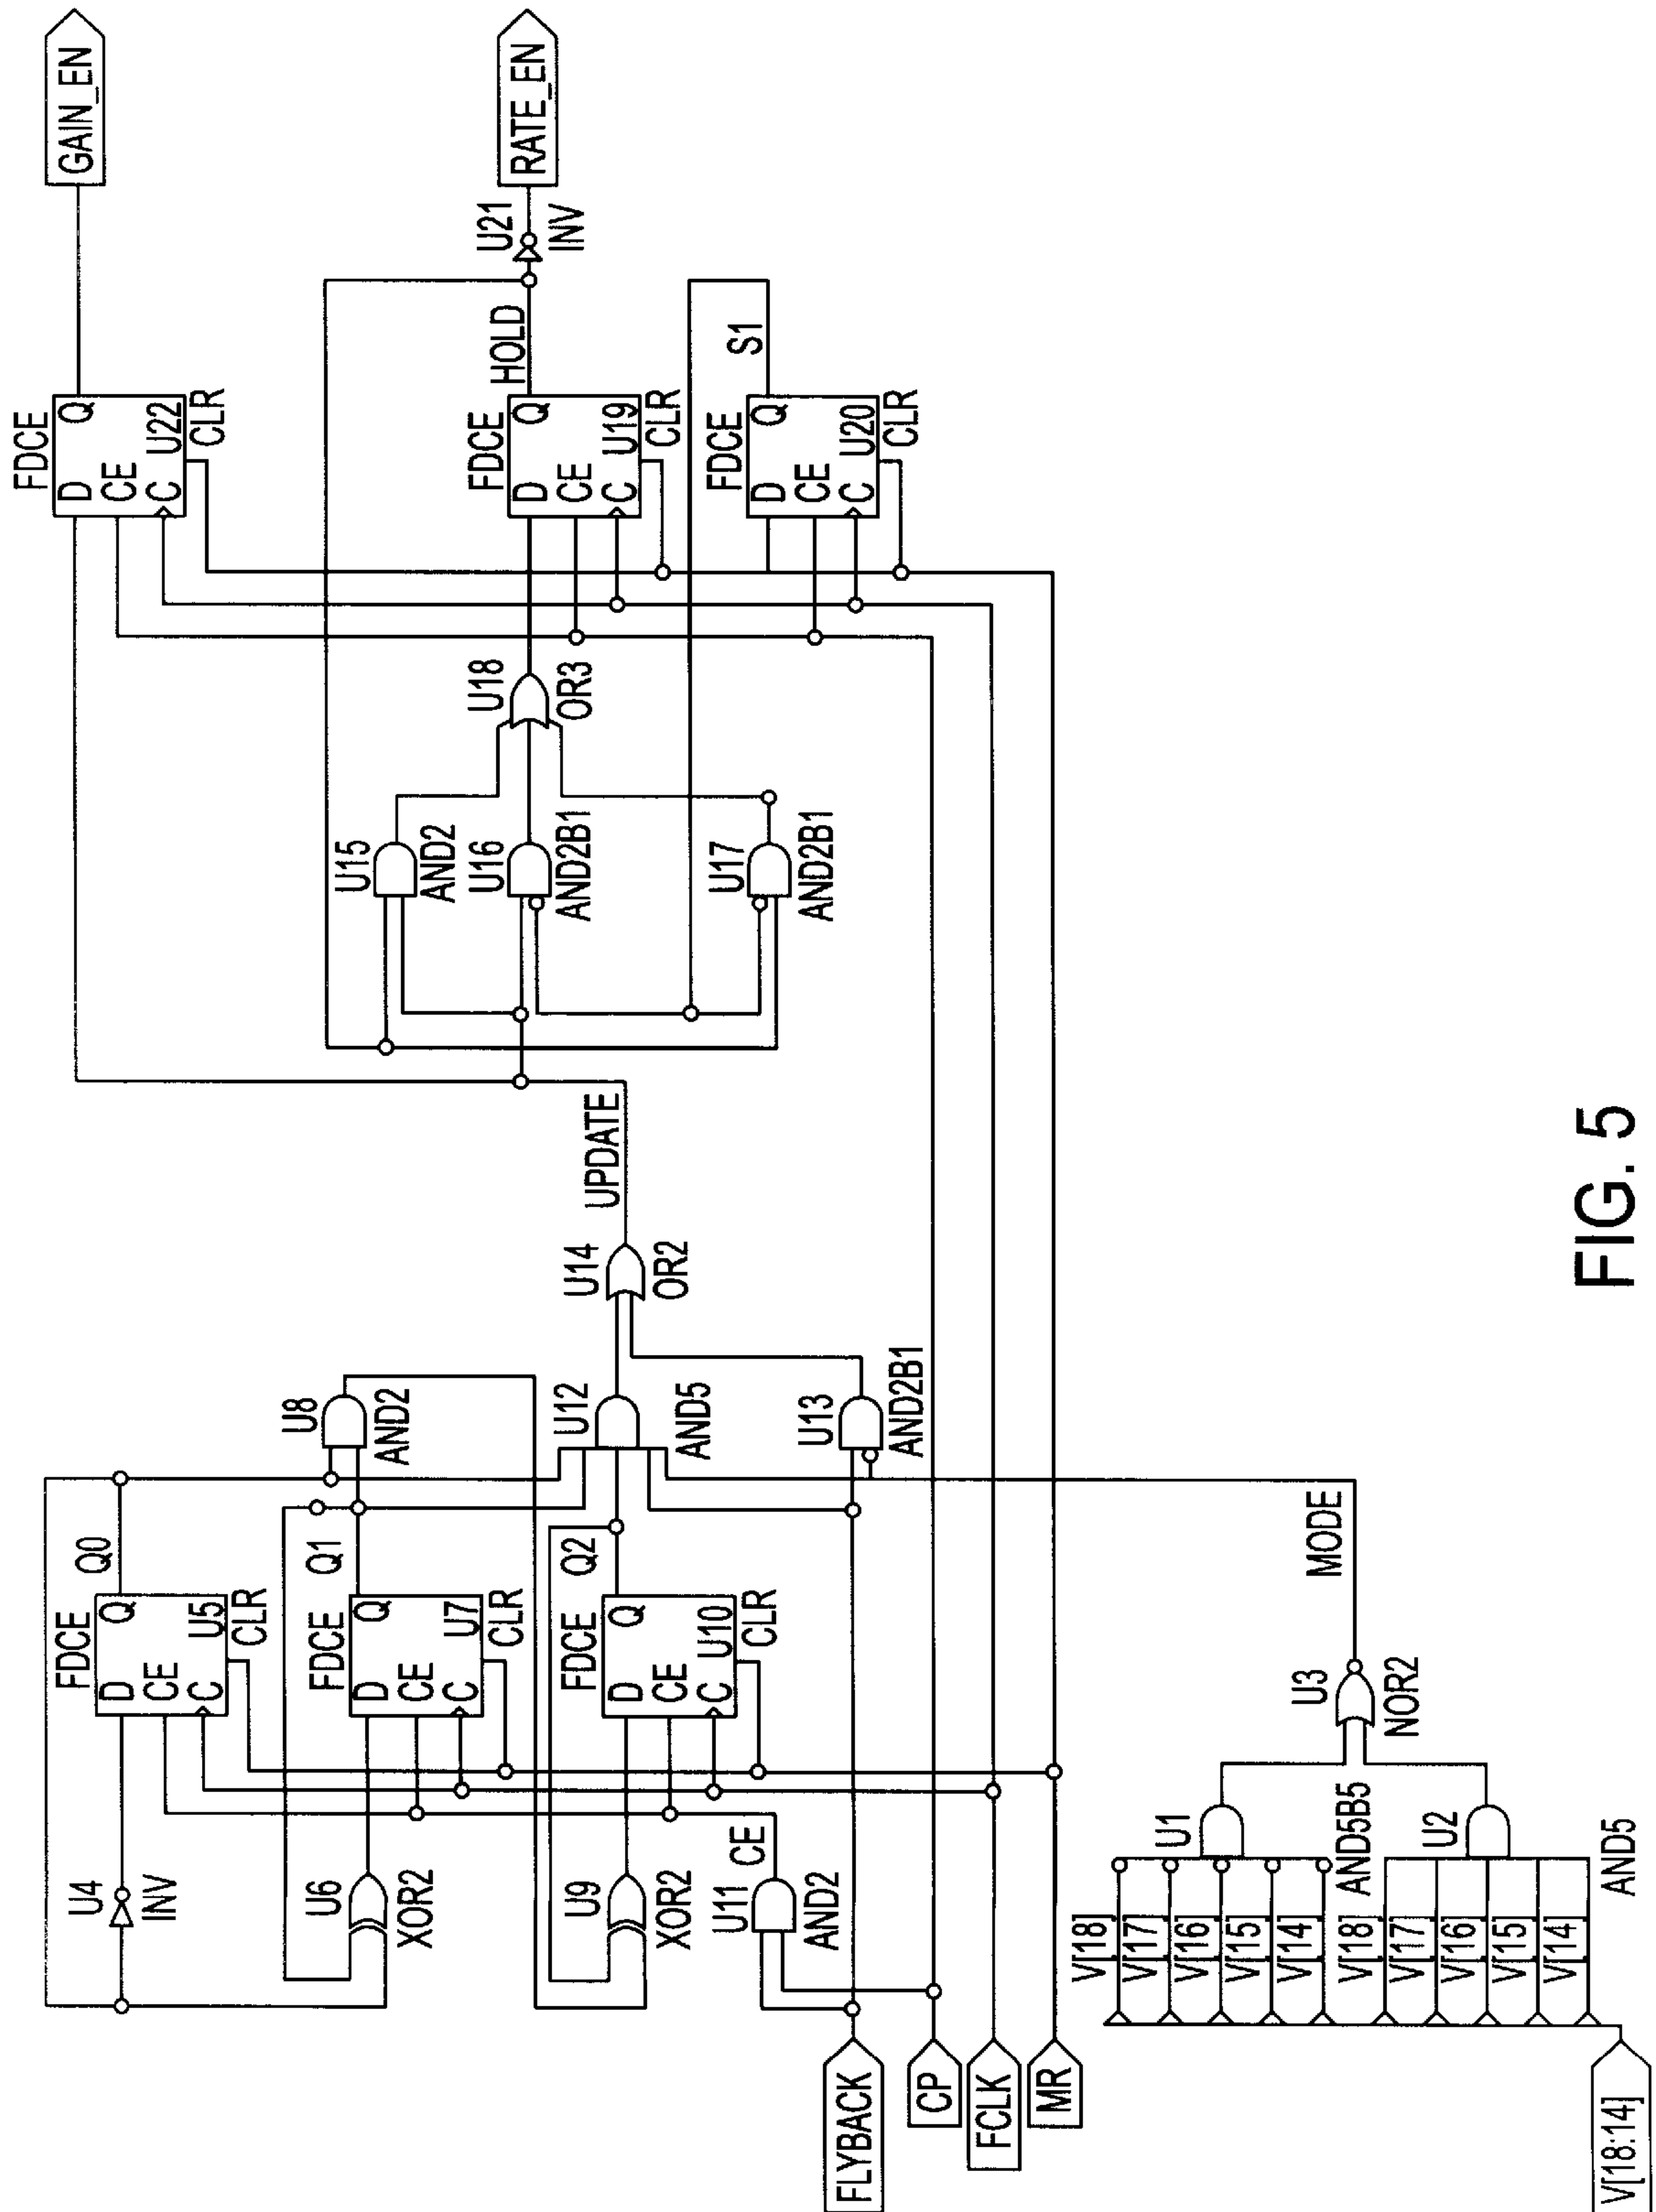 GAIN_EN
RATE_EN
FDCE
D
Q
CE
C
U22
CLR
U21
INV
HOLD
FDCE
D
Q
CE
C
U19
CLR
S1
FDCE
D
Q
CE
C
U20
CLR
U18
OR3
U15
AND2
U16
AND2B1
U17
AND2B1
UPDATE
U14
OR2
U8
AND2
U12
AND5
U13
AND2B1
Q0
FDCE
D
Q
CE
C
U5
CLR
Q1
FDCE
D
Q
CE
C
U7
CLR
Q2
FDCE
D
Q
CE
C
U10
CLR
MODE
U4
INV
U6
XOR2
U9
XOR2
CE
U11
AND2
U3
NOR2
U1
AND5B5
U2
AND5
V[18]
V[17]
V[16]
V[15]
V[14]
V[18]
V[17]
V[16]
V[15]
V[14]
FLYBACK
CP
FCLK
MR
V[18:14]
FIG. 5